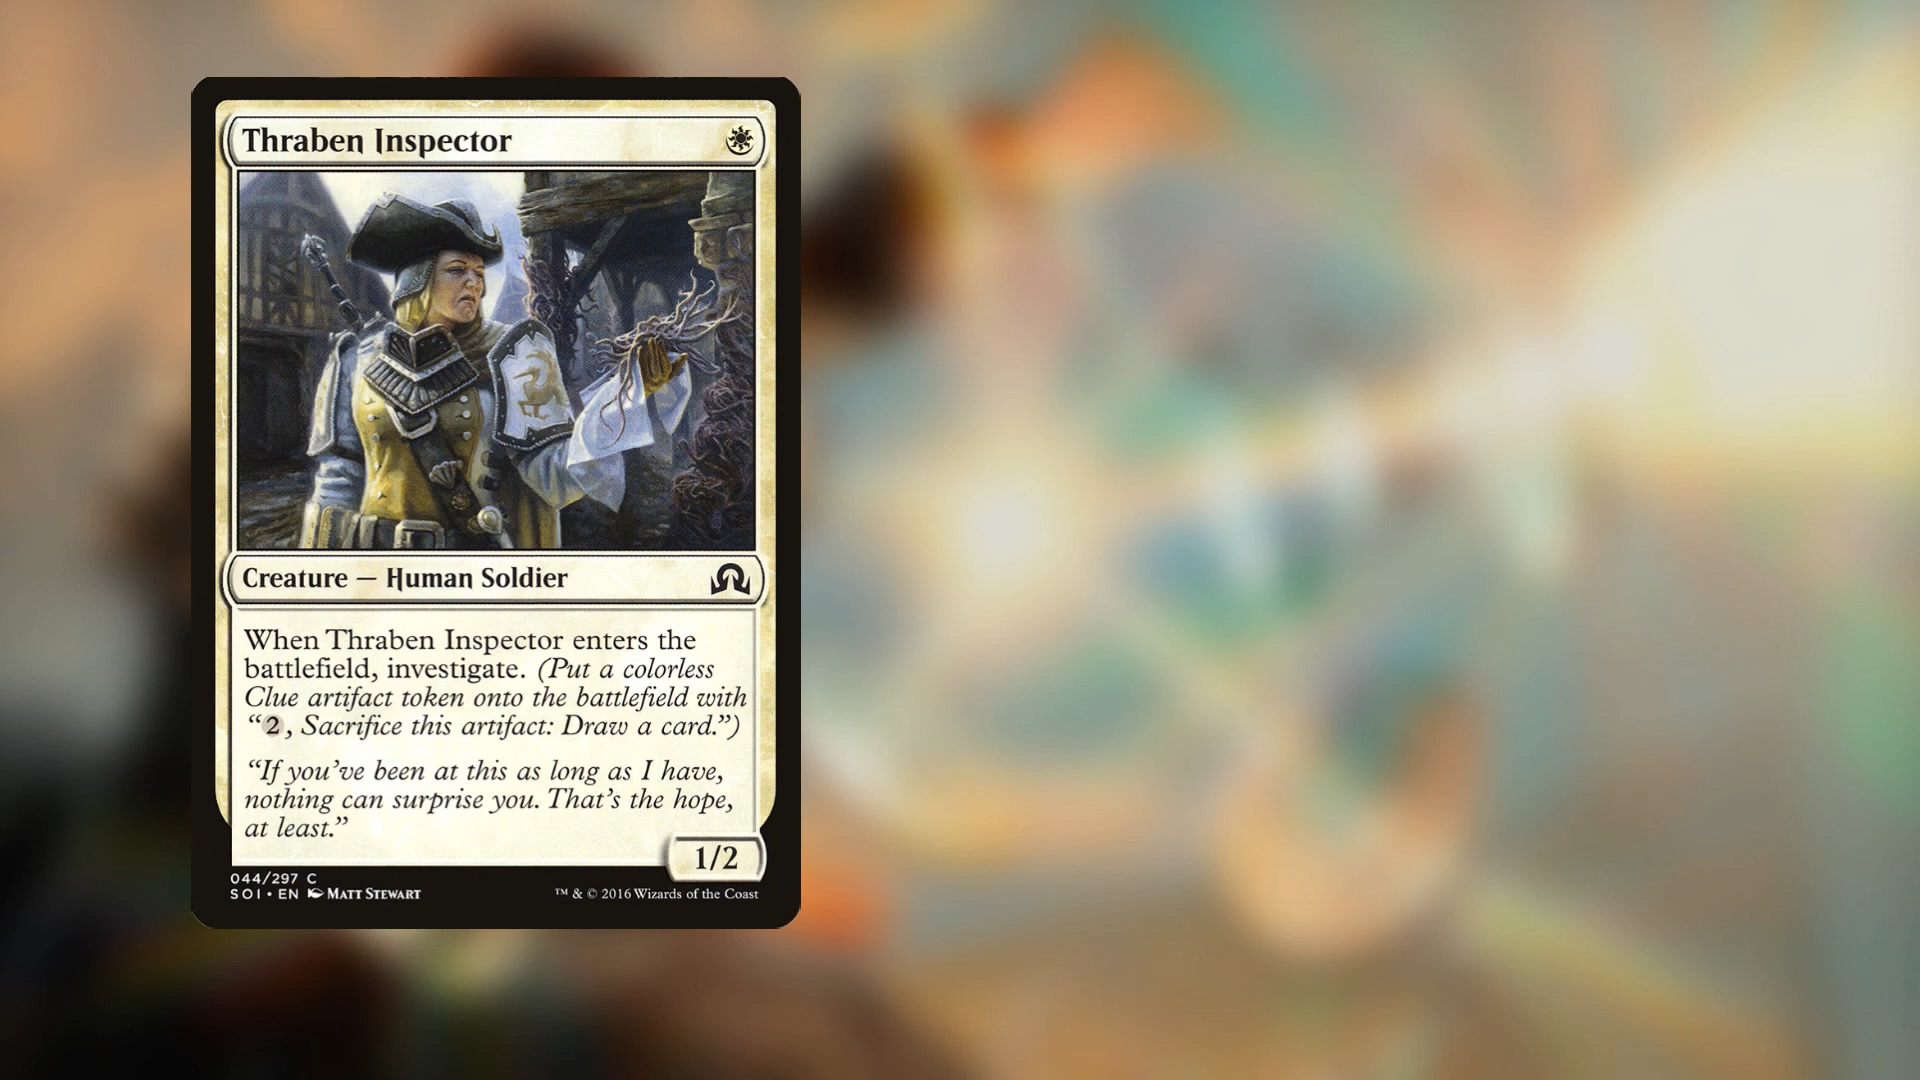 Thraben Inspector
Creature — Human Soldier
When Thraben Inspector enters the
battlefield, investigate. (Put a colorless
Clue artifact token onto the battlefield with
“2, Sacrifice this artifact: Draw a card.”)
“If you’ve been at this as long as I have,
nothing can surprise you. That’s the hope,
at least.”
1/2
044/297 C
SOI • EN Matt Stewart
™ & © 2016 Wizards of the Coast